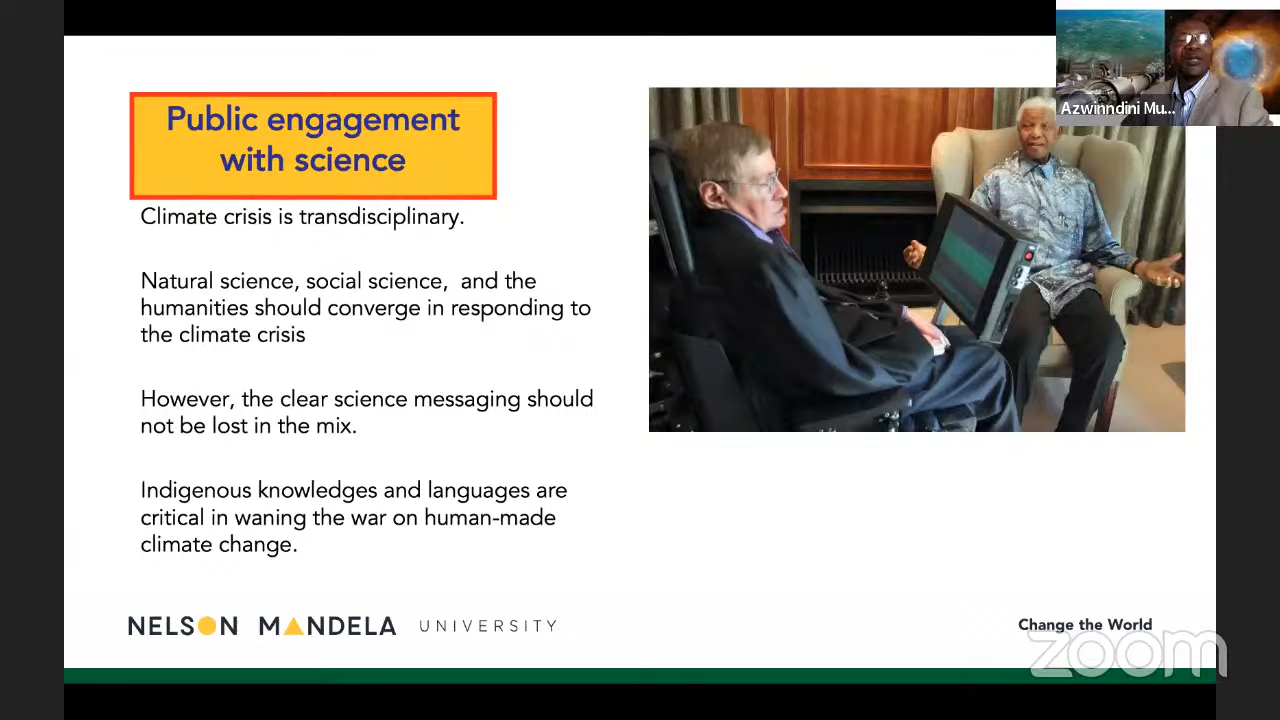 Azwinndini Mu...
Public engagement
with science
Climate crisis is transdisciplinary.
Natural science, social science, and the
humanities should converge in responding to
the climate crisis
However, the clear science messaging should
not be lost in the mix.
Indigenous knowledges and languages are
critical in waning the war on human-made
climate change.
NELSON MANDELA UNIVERSITY
Change the World
zoom